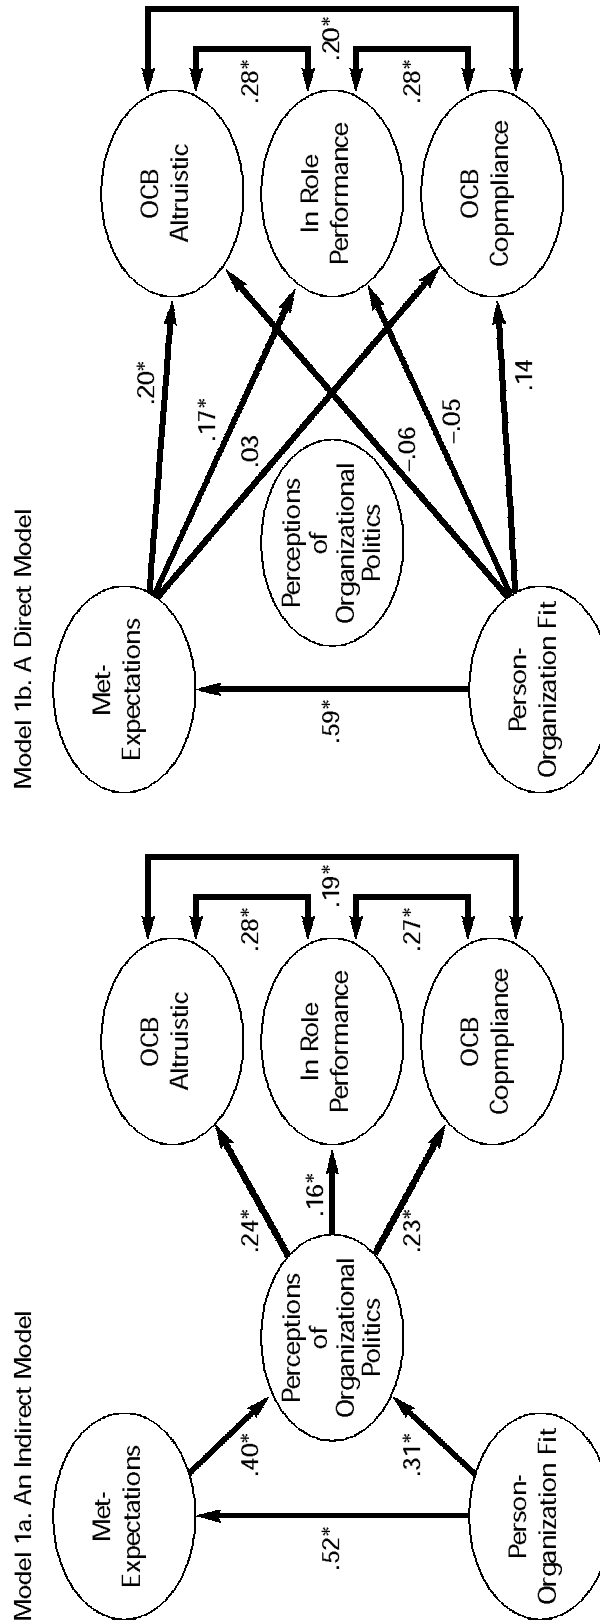 Model 1a. An Indirect Model
Met-
Expectations
.40*
.52*
Person-
Organization Fit
.31*
Perceptions
of
Organizational
Politics
.24*
.16*
.23*
OCB
Altruistic
In Role
Performance
OCB
Copmpliance
.28*
.19*
.27*
Model 1b. A Direct Model
Met-
Expectations
.59*
Person-
Organization Fit
Perceptions
of
Organizational
Politics
.20*
.17*
.03
–.06
–.05
.14
OCB
Altruistic
In Role
Performance
OCB
Copmpliance
.28*
.20*
.28*